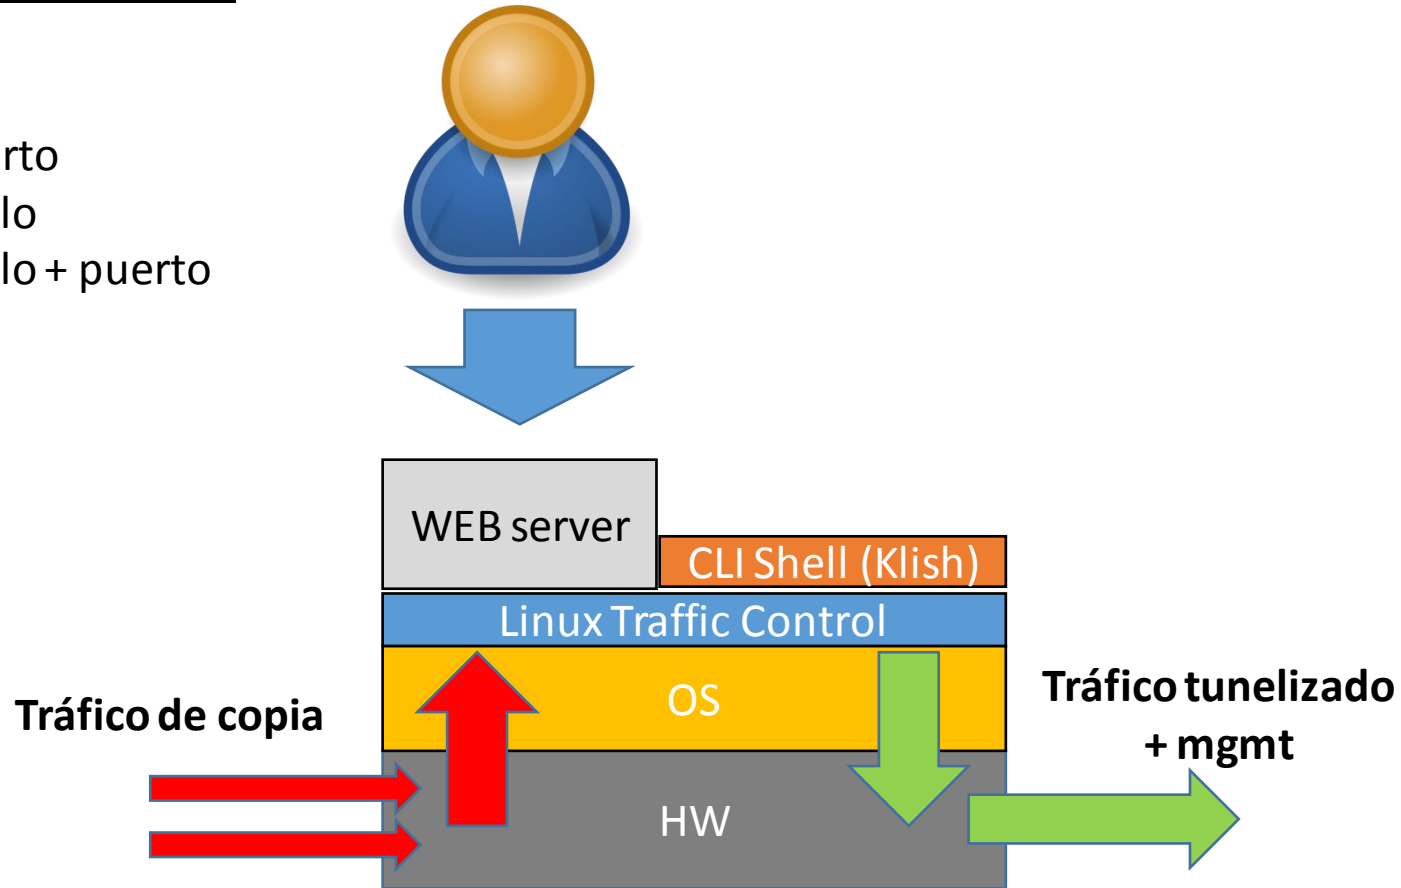 rto
lo
lo + puerto
WEB server
CLI Shell (Klish)
Linux Traffic Control
OS
Tráfico de copia
Tráfico tunelizado
+ mgmt
HW